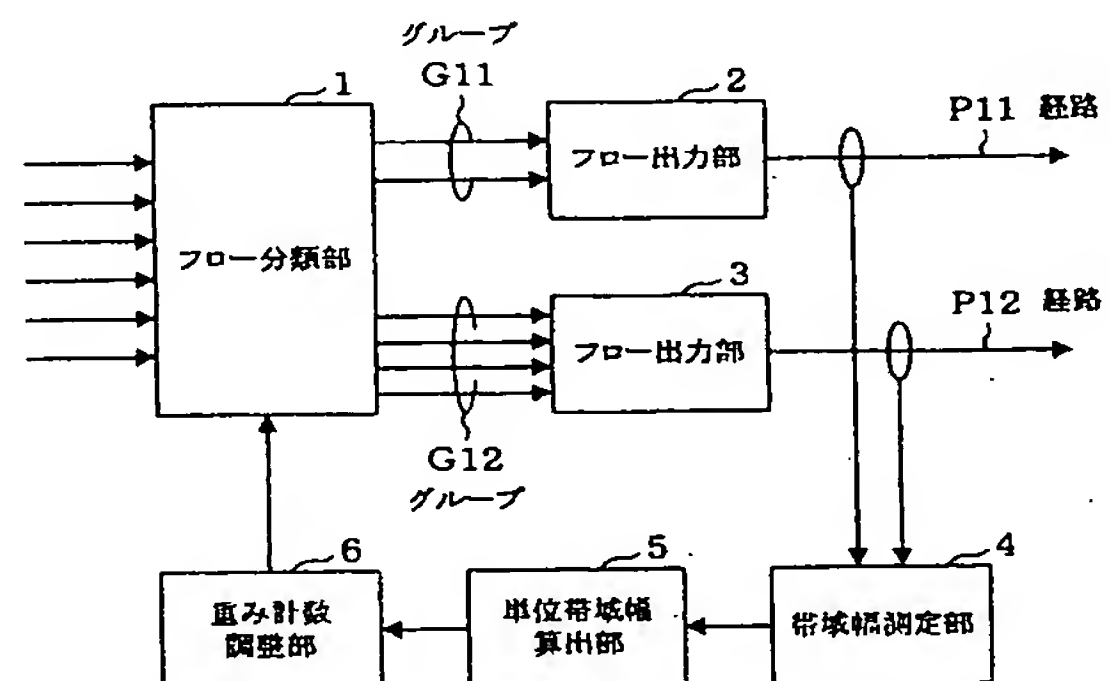 グループ
G11
1
2
P11 経路
フロー出力部
フロー分類部
3
P12 経路
フロー出力部
G12
グループ
6
5
4
重み計数
調整部
単位帯域幅
算出部
帯域幅測定部